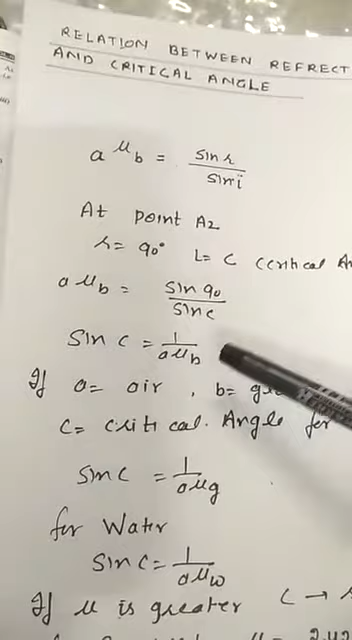 RELATION BETWEEN REFRECT
AND CRITICAL ANGLE
aμb = sin r / sin i
At point A2
r = 90° i = C (critical
aμb = sin 90 / sin c
sin c = 1 / aμb
If a = air, b =
C = Critical. Angle for
sin c = 1 / aμg
for Water
sin c = 1 / aμw
If μ is greater C →